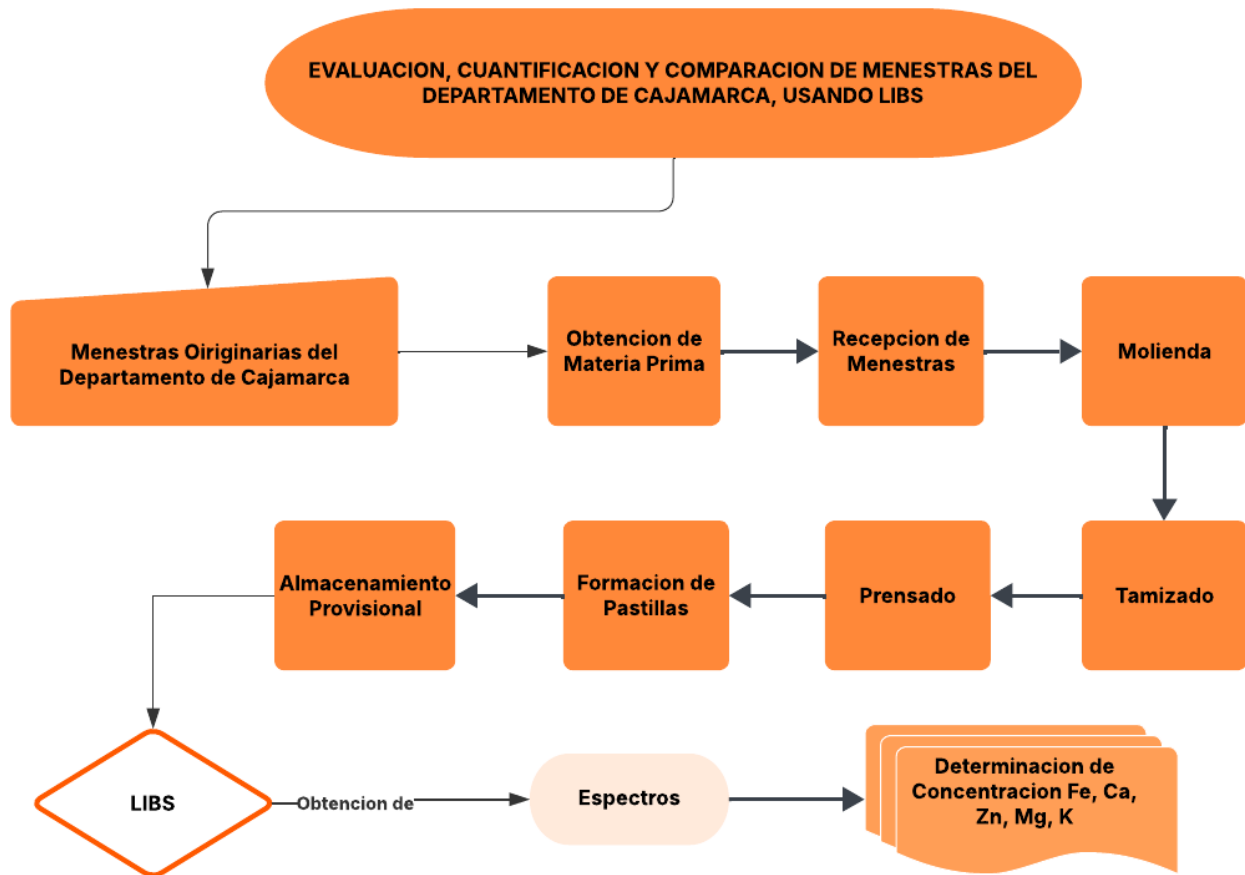 EVALUACION, CUANTIFICACION Y COMPARACION DE MENESTRAS DEL
DEPARTAMENTO DE CAJAMARCA, USANDO LIBS
Menestras Oiriginarias del
Departamento de Cajamarca
Obtencion de
Materia Prima
Recepcion de
Menestras
Molienda
Tamizado
Prensado
Formacion de
Pastillas
Almacenamiento
Provisional
LIBS
Obtencion de
Espectros
Determinacion de
Concentracion Fe, Ca,
Zn, Mg, K